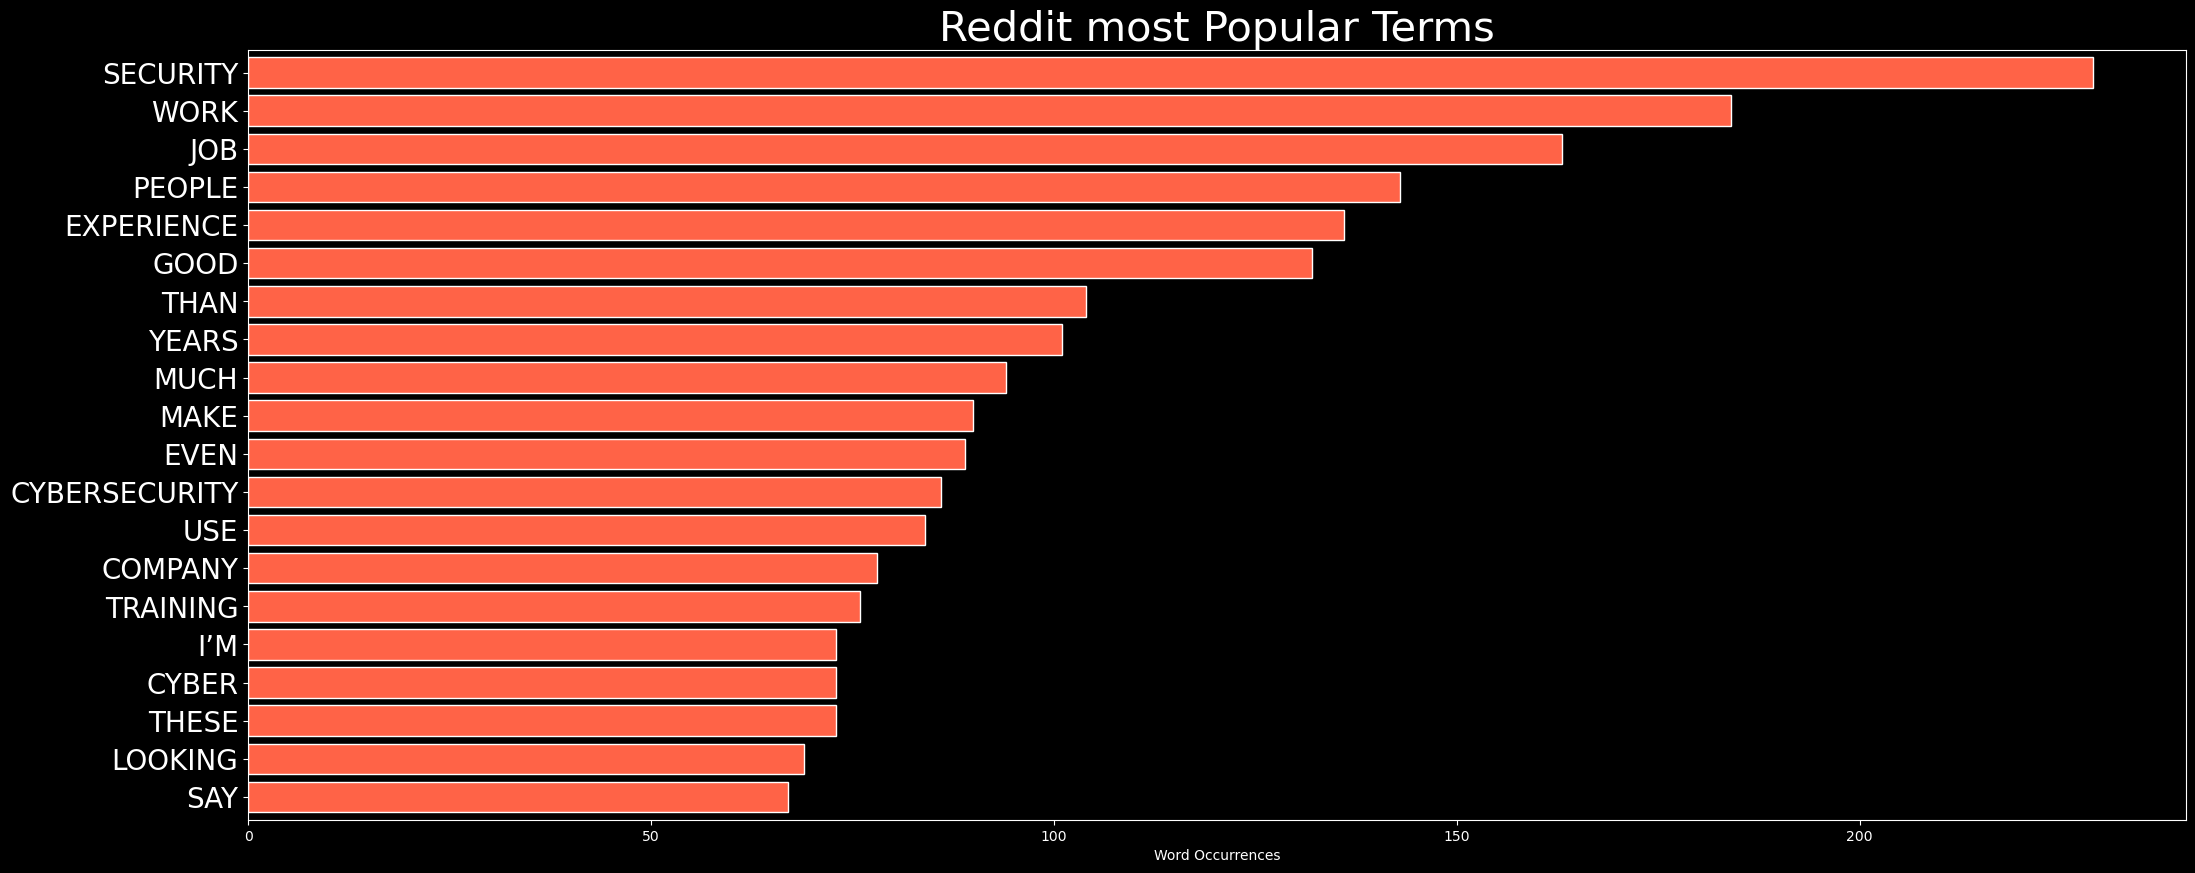 Reddit most Popular Terms
SECURITY
WORK
JOB
PEOPLE
EXPERIENCE
GOOD
THAN
YEARS
MUCH
MAKE
EVEN
CYBERSECURITY
USE
COMPANY
TRAINING
I’M
CYBER
THESE
LOOKING
SAY
0 50 100 150 200
Word Occurrences